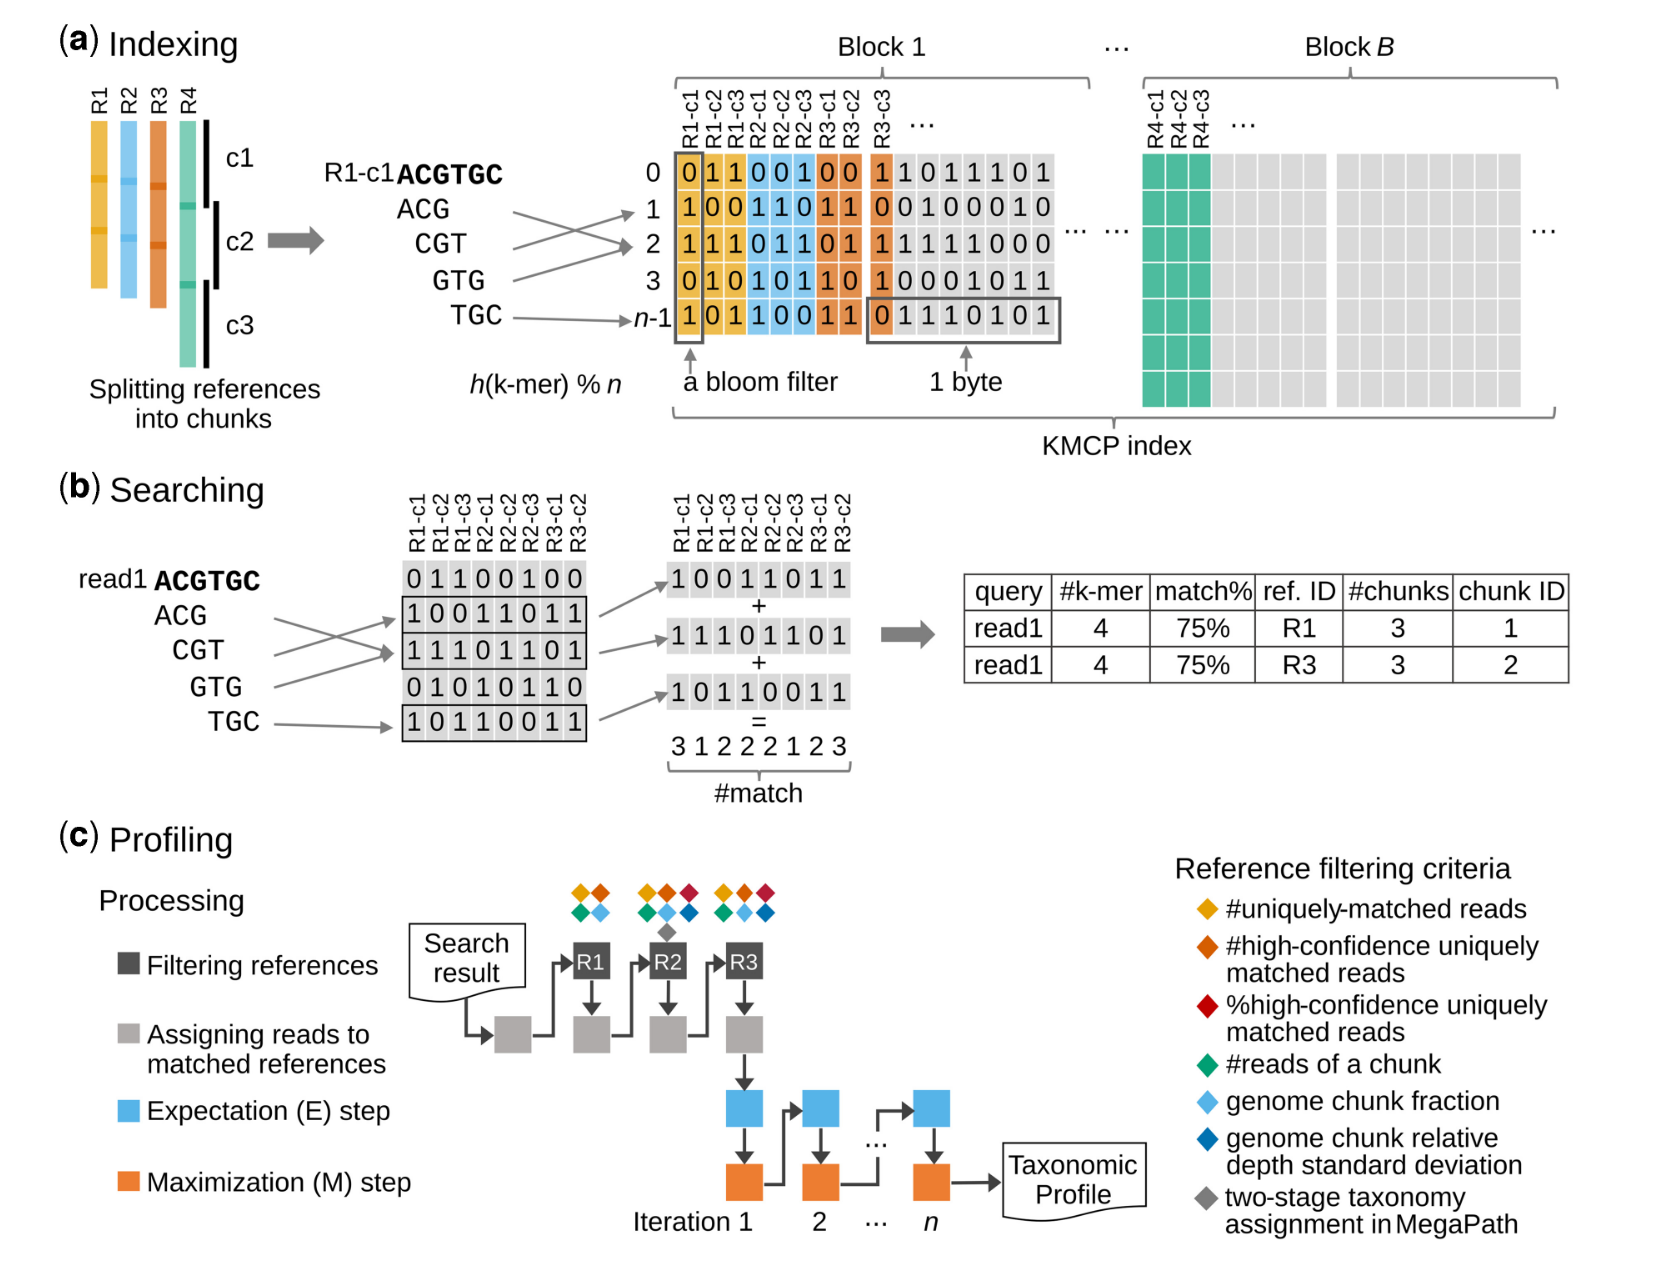 (a) Indexing
R1 R2 R3 R4
c1
c2
c3
Splitting references
into chunks
R1-c1 ACGTGC
ACG
CGT
GTG
TGC
h(k-mer) % n
Block 1 ... Block B
R1-c1 R1-c2 R1-c3 R2-c1 R2-c2 R2-c3 R3-c1 R3-c2 R3-c3 ... R4-c1 R4-c2 R4-c3 ...
0 0 1 1 0 0 1 0 0 1 1 0 1 1 1 0 1
1 1 0 0 1 1 0 1 1 0 0 1 0 0 0 1 0
2 1 1 1 0 1 1 0 1 1 1 1 1 1 0 0 0 ... ... ...
3 0 1 0 1 0 1 1 0 1 0 0 0 1 0 1 1
n-1 1 0 1 1 0 0 1 1 0 1 1 1 0 1 0 1
a bloom filter
1 byte
KMCP index
(b) Searching
read1 ACGTGC
ACG
CGT
GTG
TGC
R1-c1 R1-c2 R1-c3 R2-c1 R2-c2 R2-c3 R3-c1 R3-c2
0 1 1 0 0 1 0 0
1 0 0 1 1 0 1 1
1 1 1 0 1 1 0 1
0 1 0 1 0 1 1 0
1 0 1 1 0 0 1 1
R1-c1 R1-c2 R1-c3 R2-c1 R2-c2 R2-c3 R3-c1 R3-c2
1 0 0 1 1 0 1 1
+
1 1 1 0 1 1 0 1
+
1 0 1 1 0 0 1 1
=
3 1 2 2 2 1 2 3
#match
query #k-mer match% ref. ID #chunks chunk ID
read1 4 75% R1 3 1
read1 4 75% R3 3 2
(c) Profiling
Processing
Filtering references
Assigning reads to
matched references
Expectation (E) step
Maximization (M) step
Search
result
R1 R2 R3
...
Iteration 1 2 ... n
Taxonomic
Profile
Reference filtering criteria
#uniquely-matched reads
#high-confidence uniquely
matched reads
%high-confidence uniquely
matched reads
#reads of a chunk
genome chunk fraction
genome chunk relative
depth standard deviation
two-stage taxonomy
assignment in MegaPath